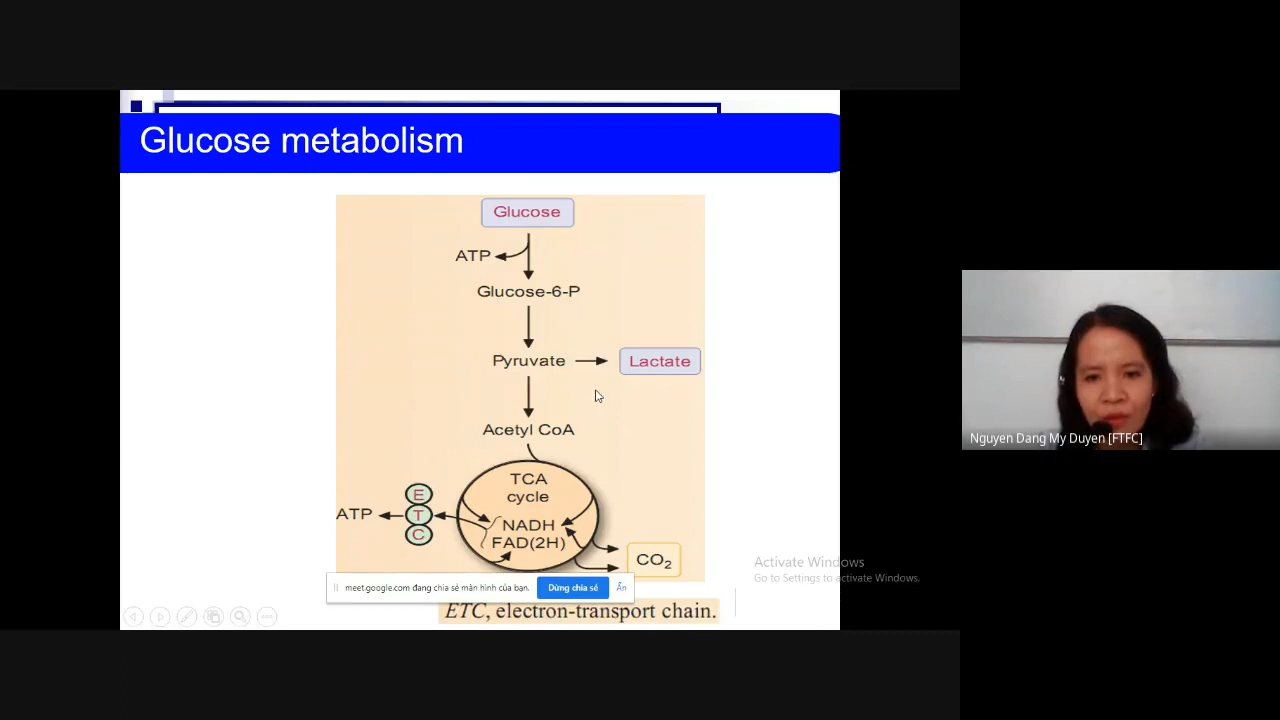 Glucose metabolism
Glucose
ATP
Glucose-6-P
Pyruvate
Lactate
Acetyl CoA
TCA
cycle
E
T
C
ATP
NADH
FAD(2H)
CO₂
meet.google.com đang chia sẻ màn hình của bạn.
Dừng chia sẻ
Ẩn
ETC, electron-transport chain.
Activate Windows
Go to Settings to activate Windows.
Nguyen Dang My Duyen [FTFC]